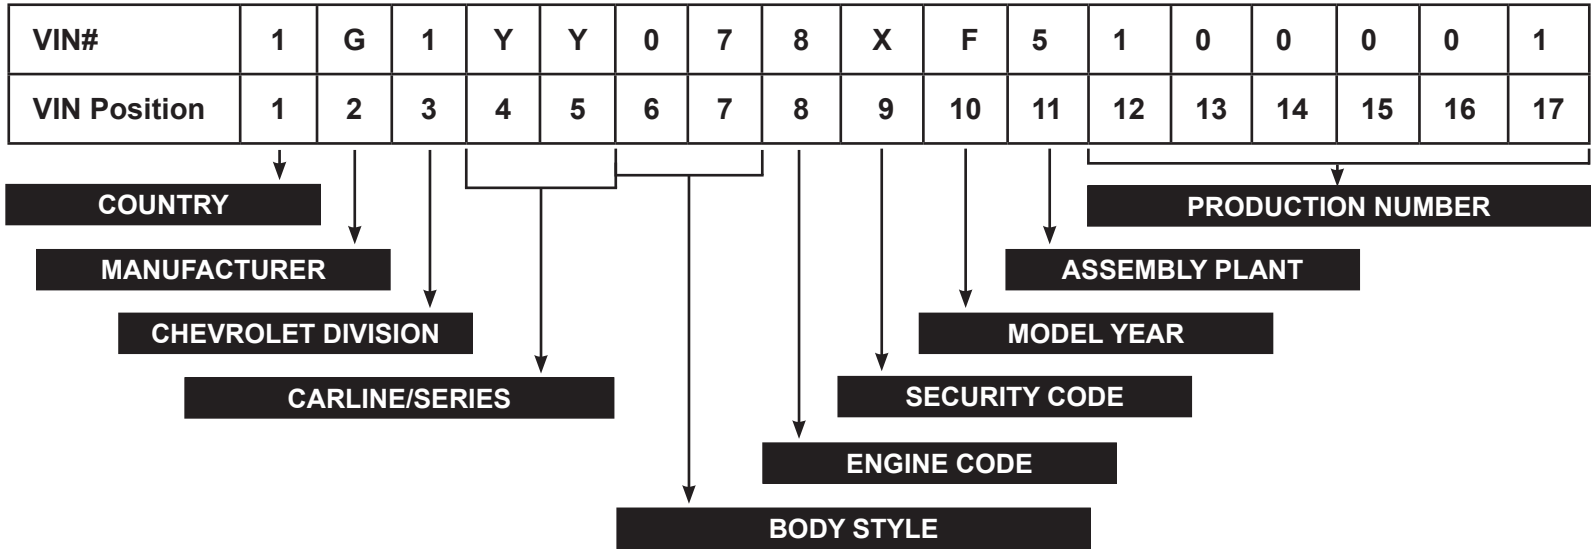 VIN# 1 G 1 Y Y 0 7 8 X F 5 1 0 0 0 0 1
VIN Position 1 2 3 4 5 6 7 8 9 10 11 12 13 14 15 16 17
COUNTRY
PRODUCTION NUMBER
MANUFACTURER
ASSEMBLY PLANT
CHEVROLET DIVISION
MODEL YEAR
CARLINE/SERIES
SECURITY CODE
ENGINE CODE
BODY STYLE